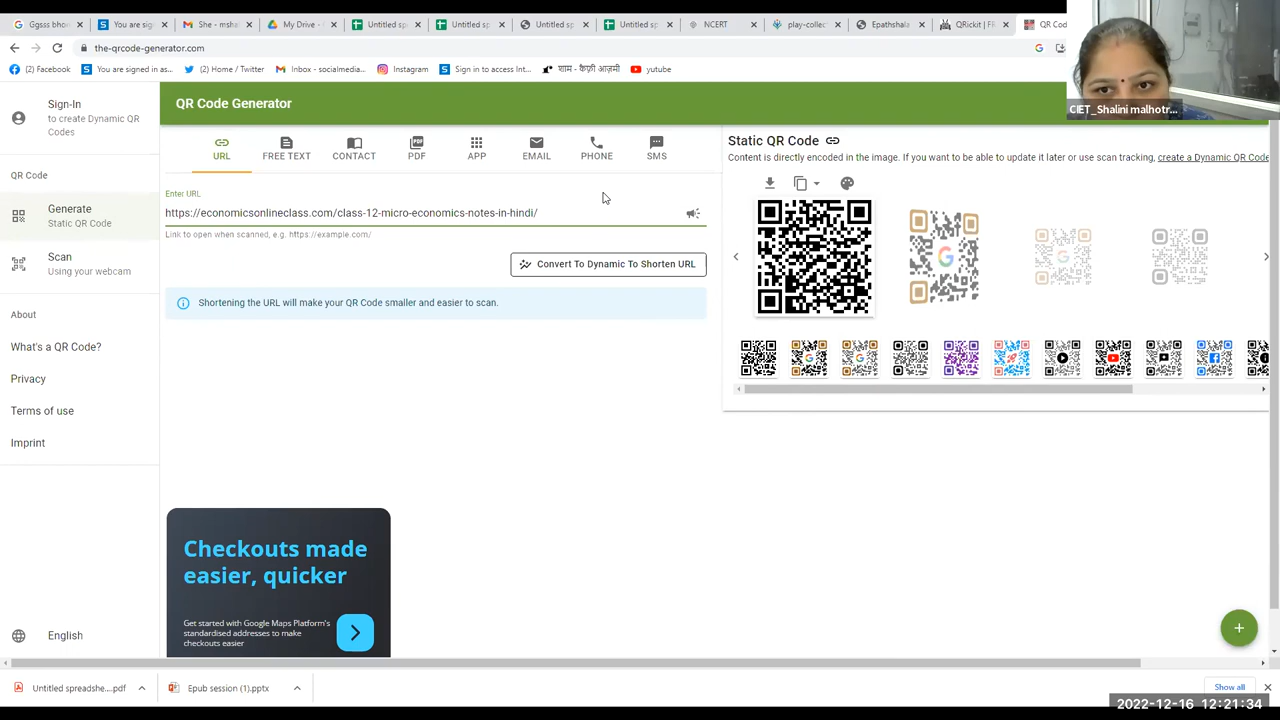 Ggsss bho
You are sign
She - msha
My Drive -
Untitled sp
Untitled sp
Untitled sp
Untitled sp
NCERT
play-collec
Epathshala
QRickit | F
QR Cod
the-qrcode-generator.com
(2) Facebook
You are signed in as...
(2) Home / Twitter
Inbox - socialmedia...
Instagram
Sign in to access Int...
शाम - कैफ़ी आज़मी
yutube
CIET_Shalini malhotr...
Sign-In
to create Dynamic QR
Codes
QR Code
Generate
Static QR Code
Scan
Using your webcam
About
What's a QR Code?
Privacy
Terms of use
Imprint
English
QR Code Generator
URL
FREE TEXT
CONTACT
PDF
APP
EMAIL
PHONE
SMS
Enter URL
https://economicsonlineclass.com/class-12-micro-economics-notes-in-hindi/
Link to open when scanned, e.g. https://example.com/
Convert To Dynamic To Shorten URL
Shortening the URL will make your QR Code smaller and easier to scan.
Static QR Code
Content is directly encoded in the image. If you want to be able to update it later or use scan tracking, create a Dynamic QR Code
Checkouts made
easier, quicker
Get started with Google Maps Platform's
standardised addresses to make
checkouts easier
Untitled spreadshe....pdf
Epub session (1).pptx
Show all
2022-12-16 12:21:34